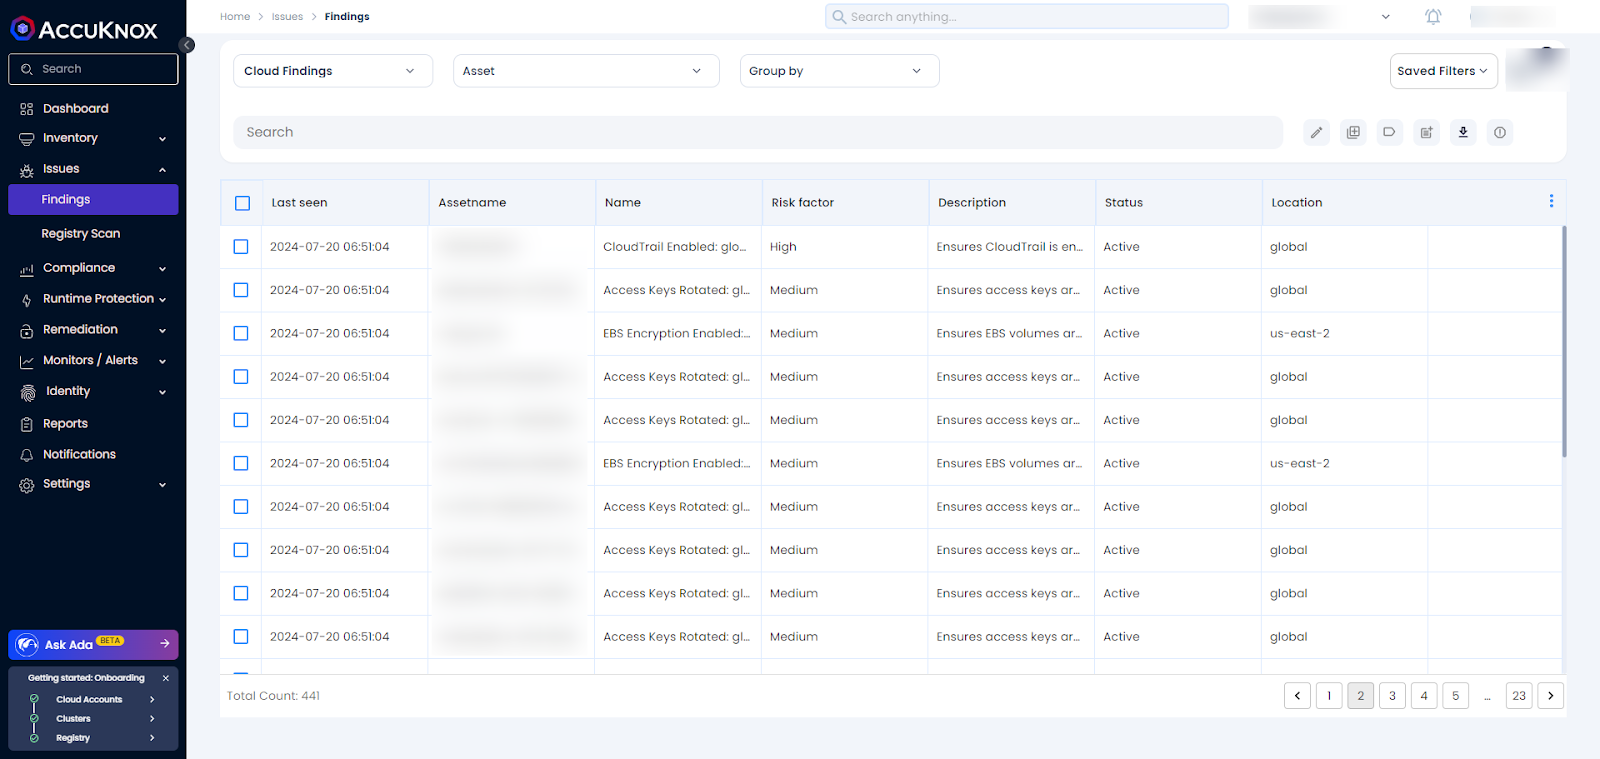 Home > Issues > Findings
Search anything...
ACCUKNOX
Search
Dashboard
Inventory
Issues
Findings
Registry Scan
Compliance
Runtime Protection
Remediation
Monitors / Alerts
Identity
Reports
Notifications
Settings
Ask Ada BETA
Getting started: Onboarding
Cloud Accounts
Clusters
Registry
Cloud Findings Asset Group by Saved Filters
Search
Last seen Assetname Name Risk factor Description Status Location
2024-07-20 06:51:04 CloudTrail Enabled: glo... High Ensures CloudTrail is en... Active global
2024-07-20 06:51:04 Access Keys Rotated: gl... Medium Ensures access keys ar... Active global
2024-07-20 06:51:04 EBS Encryption Enabled:... Medium Ensures EBS volumes ar... Active us-east-2
2024-07-20 06:51:04 Access Keys Rotated: gl... Medium Ensures access keys ar... Active global
2024-07-20 06:51:04 Access Keys Rotated: gl... Medium Ensures access keys ar... Active global
2024-07-20 06:51:04 EBS Encryption Enabled:... Medium Ensures EBS volumes ar... Active us-east-2
2024-07-20 06:51:04 Access Keys Rotated: gl... Medium Ensures access keys ar... Active global
2024-07-20 06:51:04 Access Keys Rotated: gl... Medium Ensures access keys ar... Active global
2024-07-20 06:51:04 Access Keys Rotated: gl... Medium Ensures access keys ar... Active global
2024-07-20 06:51:04 Access Keys Rotated: gl... Medium Ensures access keys ar... Active global
Total Count: 441 1 2 3 4 5 ... 23